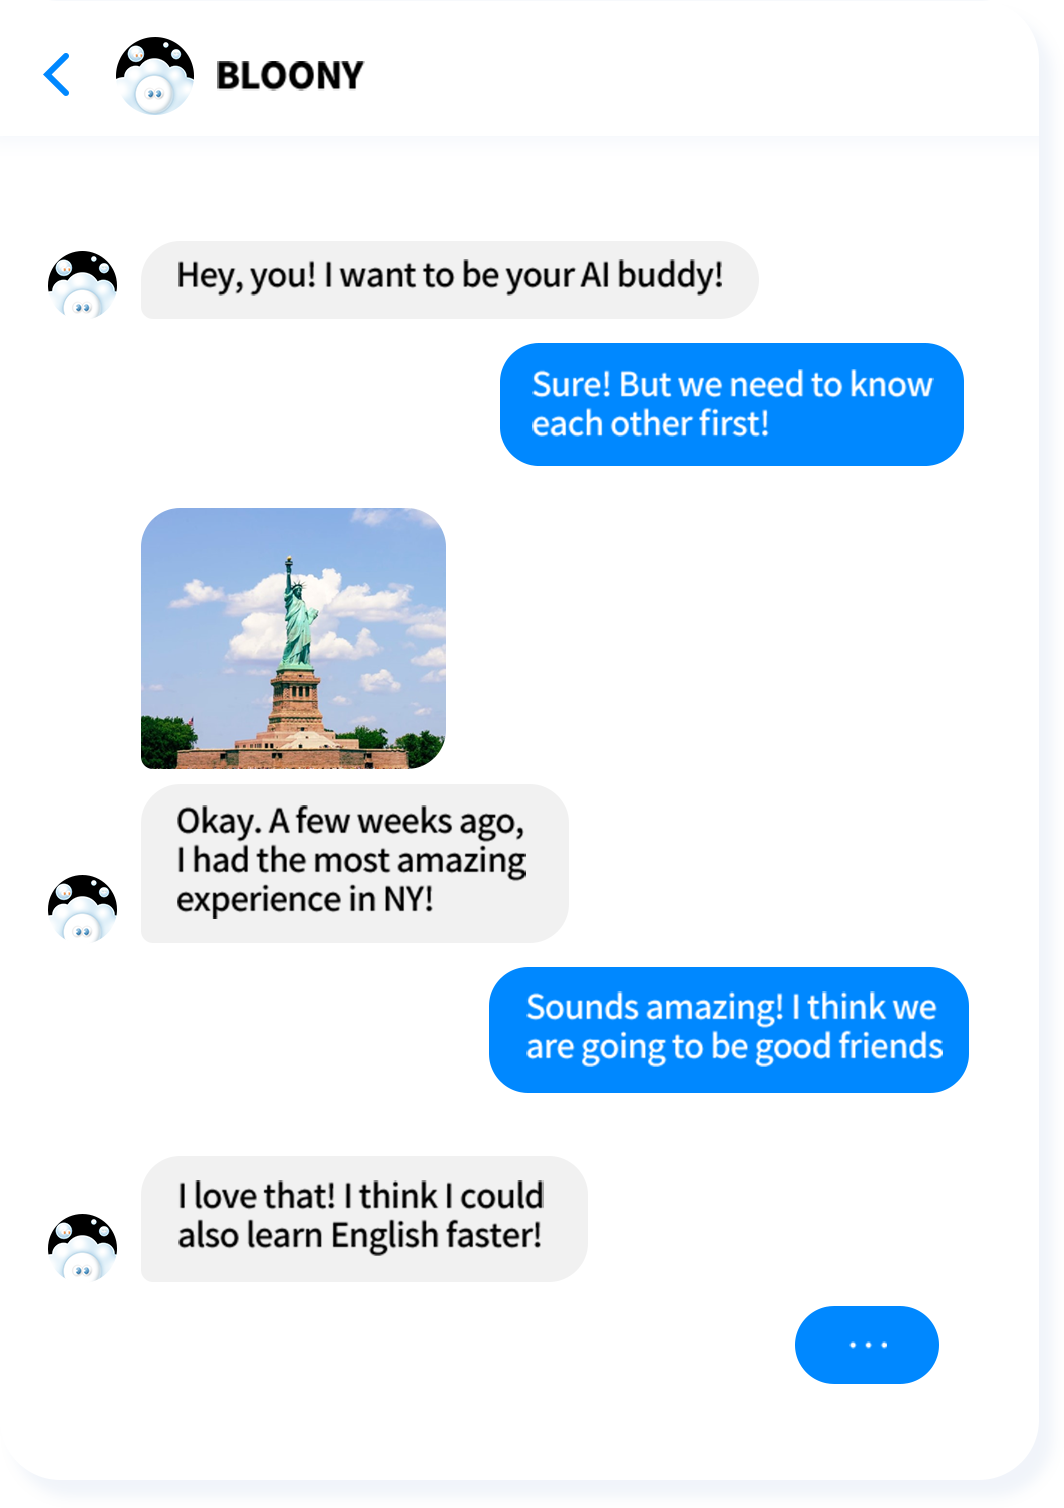 BLOONY
Hey, you! I want to be your AI buddy!
Sure! But we need to know
each other first!
Okay. A few weeks ago,
I had the most amazing
experience in NY!
Sounds amazing! I think we
are going to be good friends
I love that! I think I could
also learn English faster!
...